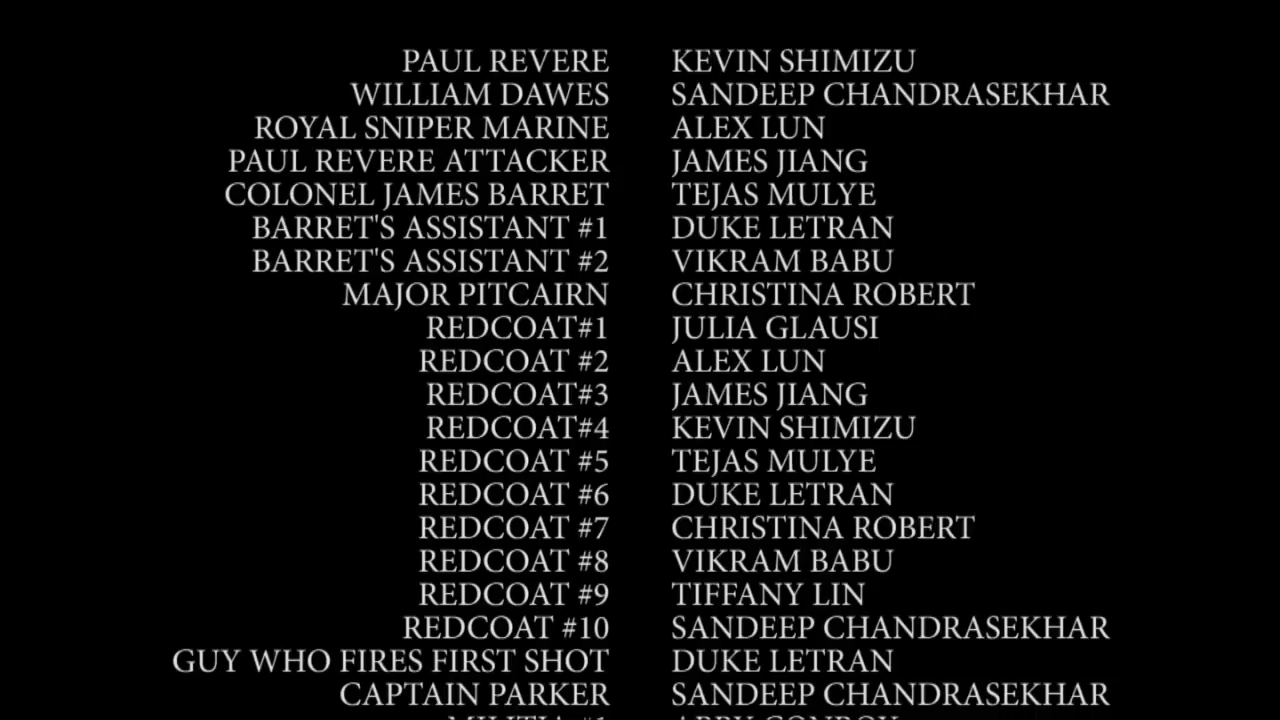 PAUL REVERE KEVIN SHIMIZU
WILLIAM DAWES SANDEEP CHANDRASEKHAR
ROYAL SNIPER MARINE ALEX LUN
PAUL REVERE ATTACKER JAMES JIANG
COLONEL JAMES BARRET TEJAS MULYE
BARRET'S ASSISTANT #1 DUKE LETRAN
BARRET'S ASSISTANT #2 VIKRAM BABU
MAJOR PITCAIRN CHRISTINA ROBERT
REDCOAT#1 JULIA GLAUSI
REDCOAT #2 ALEX LUN
REDCOAT#3 JAMES JIANG
REDCOAT#4 KEVIN SHIMIZU
REDCOAT #5 TEJAS MULYE
REDCOAT #6 DUKE LETRAN
REDCOAT #7 CHRISTINA ROBERT
REDCOAT #8 VIKRAM BABU
REDCOAT #9 TIFFANY LIN
REDCOAT #10 SANDEEP CHANDRASEKHAR
GUY WHO FIRES FIRST SHOT DUKE LETRAN
CAPTAIN PARKER SANDEEP CHANDRASEKHAR